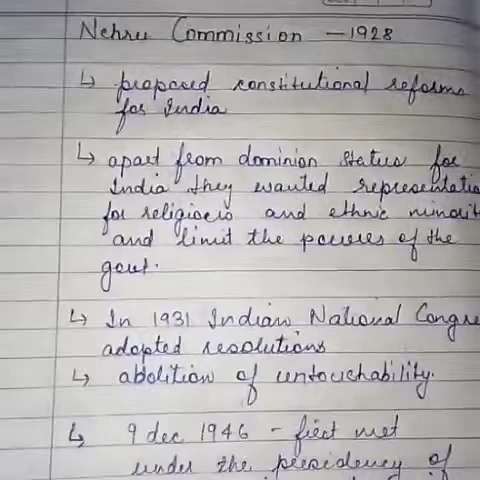 Nehru Commission - 1928
↳ proposed constitutional reforms
for India
↳ apart from dominion status for
India they wanted representatio
for religious and ethnic minorit
and limit the powers of the
govt.
↳ In 1931 Indian National Congre
adopted resolutions
↳ abolition of untouchability.
↳ 9 dec 1946 - first met
under the presidency of